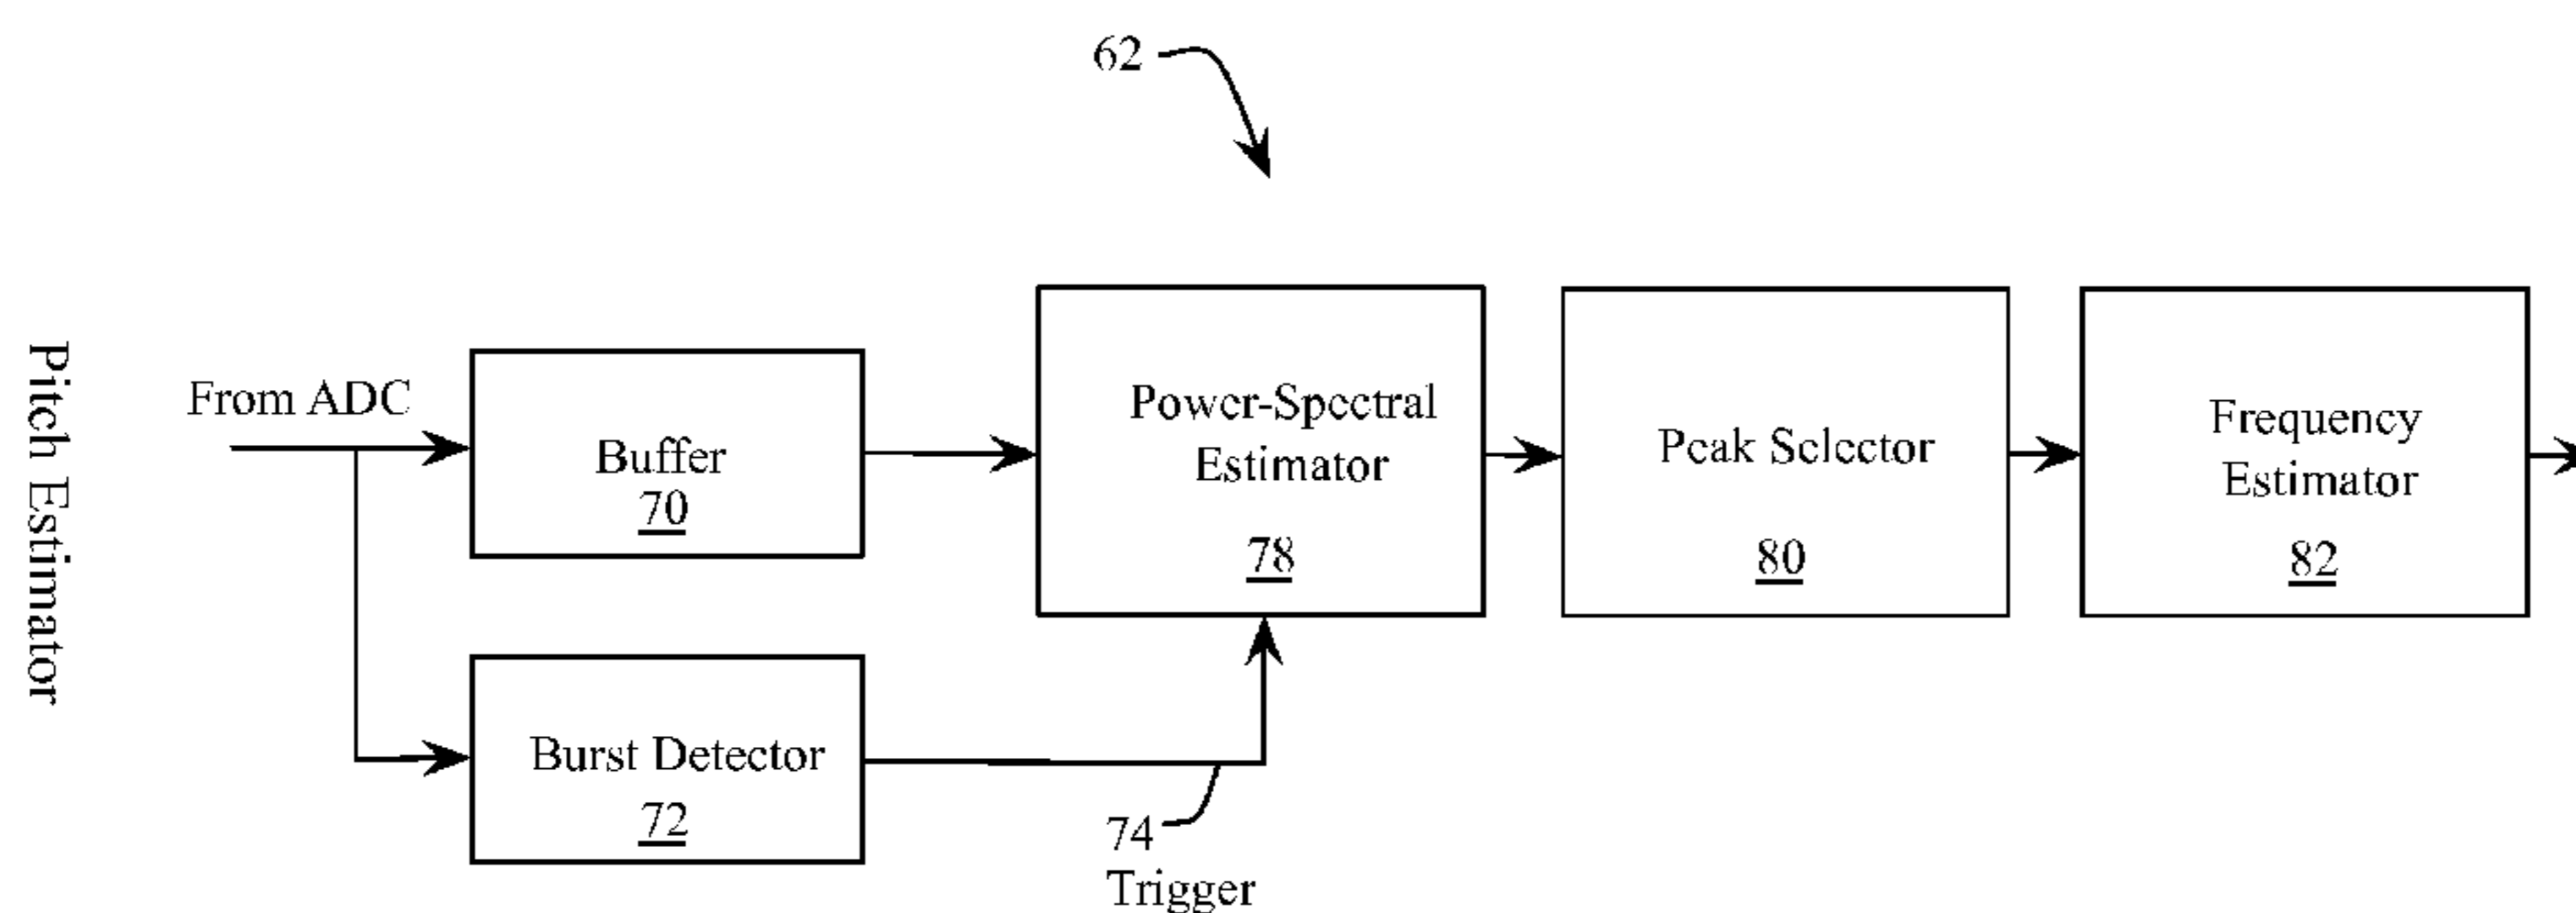 62
Pitch Estimator
From ADC
Buffer
70
Power-Spectral
Estimator
78
Peak Selector
80
Frequency
Estimator
82
Burst Detector
72
74
Trigger